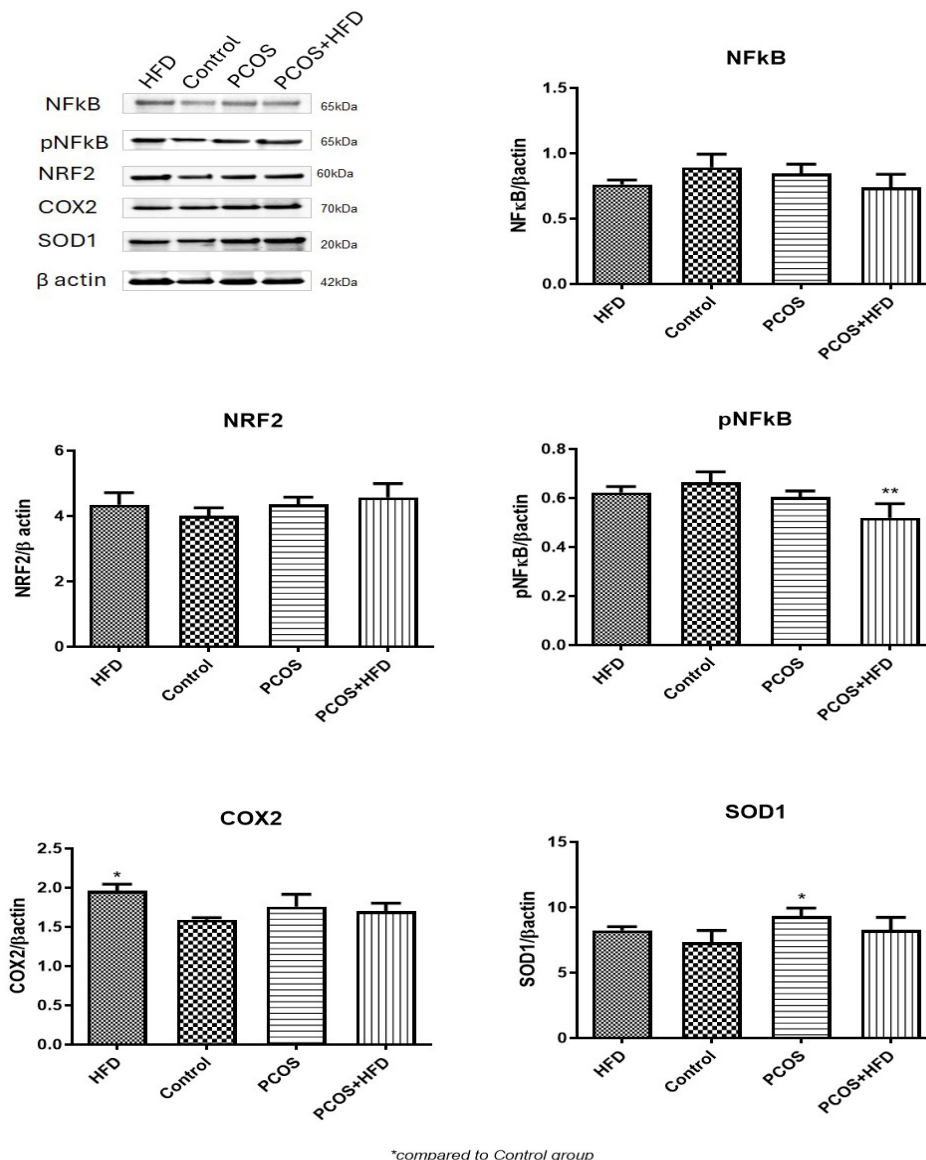 HFD Control PCOS PCOS+HFD
NFkB 65kDa
pNFkB 65kDa
NRF2 60kDa
COX2 70kDa
SOD1 20kDa
β actin 42kDa
NFkB
NFκB/βactin
1.5
1.0
0.5
0.0
HFD Control PCOS PCOS+HFD
NRF2
NRF2/β actin
6
4
2
0
HFD Control PCOS PCOS+HFD
pNFkB
pNFκB/βactin
0.8
0.6
0.4
0.2
0.0
**
HFD Control PCOS PCOS+HFD
COX2
COX2/βactin
2.5
2.0
1.5
1.0
0.5
0.0
*
HFD Control PCOS PCOS+HFD
SOD1
SOD1/βactin
15
10
5
0
*
HFD Control PCOS PCOS+HFD
*compared to Control group